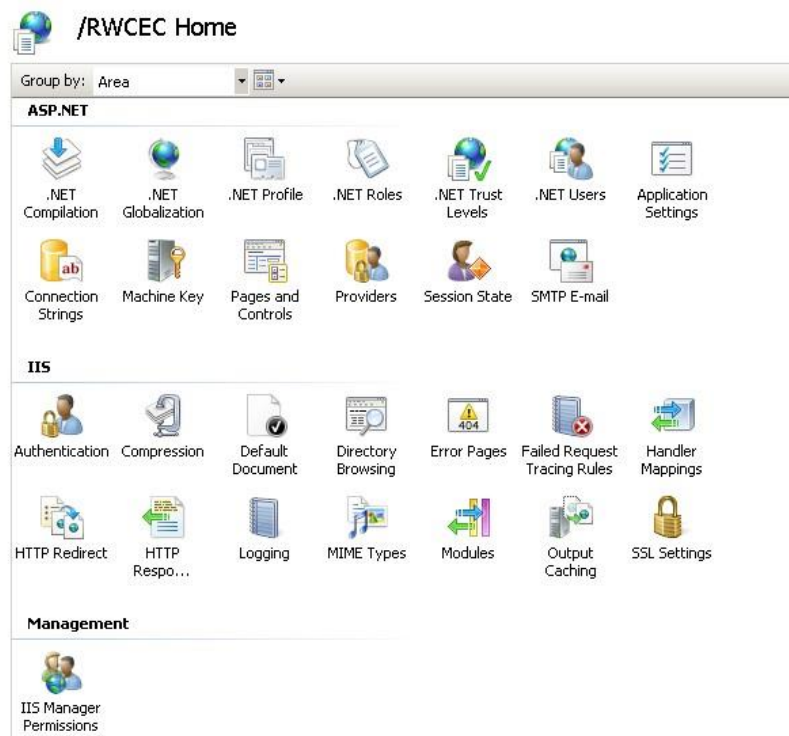 /RWCEC Home
Group by: Area
ASP.NET
.NET Compilation
.NET Globalization
.NET Profile
.NET Roles
.NET Trust Levels
.NET Users
Application Settings
Connection Strings
Machine Key
Pages and Controls
Providers
Session State
SMTP E-mail
ab
IIS
Authentication
Compression
Default Document
Directory Browsing
404
Error Pages
Failed Request Tracing Rules
Handler Mappings
HTTP Redirect
HTTP Respo...
Logging
MIME Types
Modules
Output Caching
SSL Settings
Management
IIS Manager Permissions